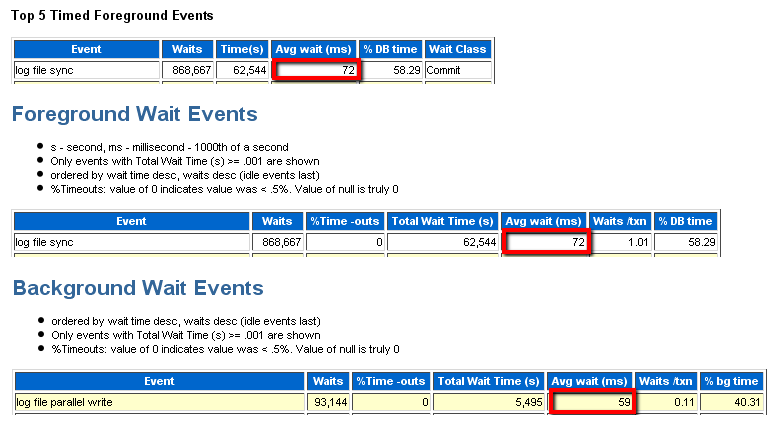 Top 5 Timed Foreground Events
Event Waits Time(s) Avg wait (ms) % DB time Wait Class
log file sync 868,667 62,544 72 58.29 Commit
Foreground Wait Events
s - second, ms - millisecond - 1000th of a second
Only events with Total Wait Time (s) >= .001 are shown
ordered by wait time desc, waits desc (idle events last)
%Timeouts: value of 0 indicates value was < .5%. Value of null is truly 0
Event Waits %Time -outs Total Wait Time (s) Avg wait (ms) Waits /txn % DB time
log file sync 868,667 0 62,544 72 1.01 58.29
Background Wait Events
ordered by wait time desc, waits desc (idle events last)
Only events with Total Wait Time (s) >= .001 are shown
%Timeouts: value of 0 indicates value was < .5%. Value of null is truly 0
Event Waits %Time -outs Total Wait Time (s) Avg wait (ms) Waits /txn % bg time
log file parallel write 93,144 0 5,495 59 0.11 40.31